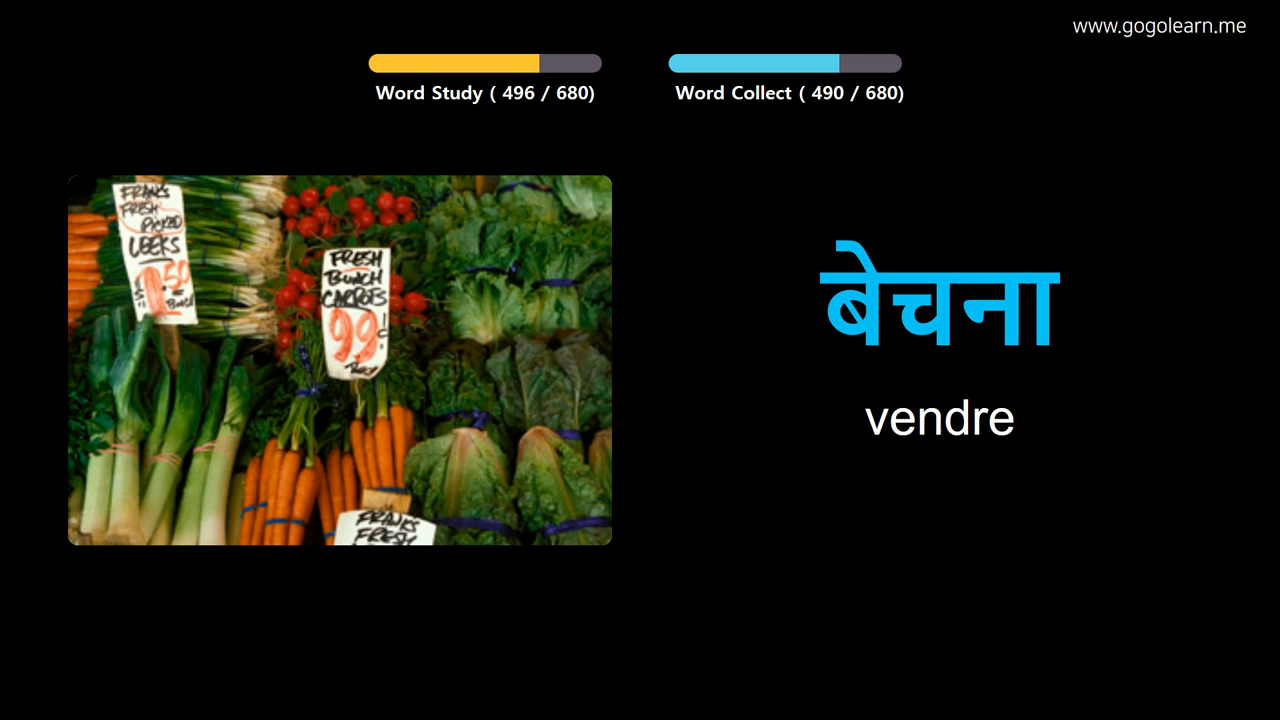 www.gogolearn.me
Word Study ( 496 / 680)
Word Collect ( 490 / 680)
FRANKS
FRESH
PICKED
LEEKS
FRESH
BUNCH
CARROTS
99
FRANKS
FRESH
बेचना
vendre